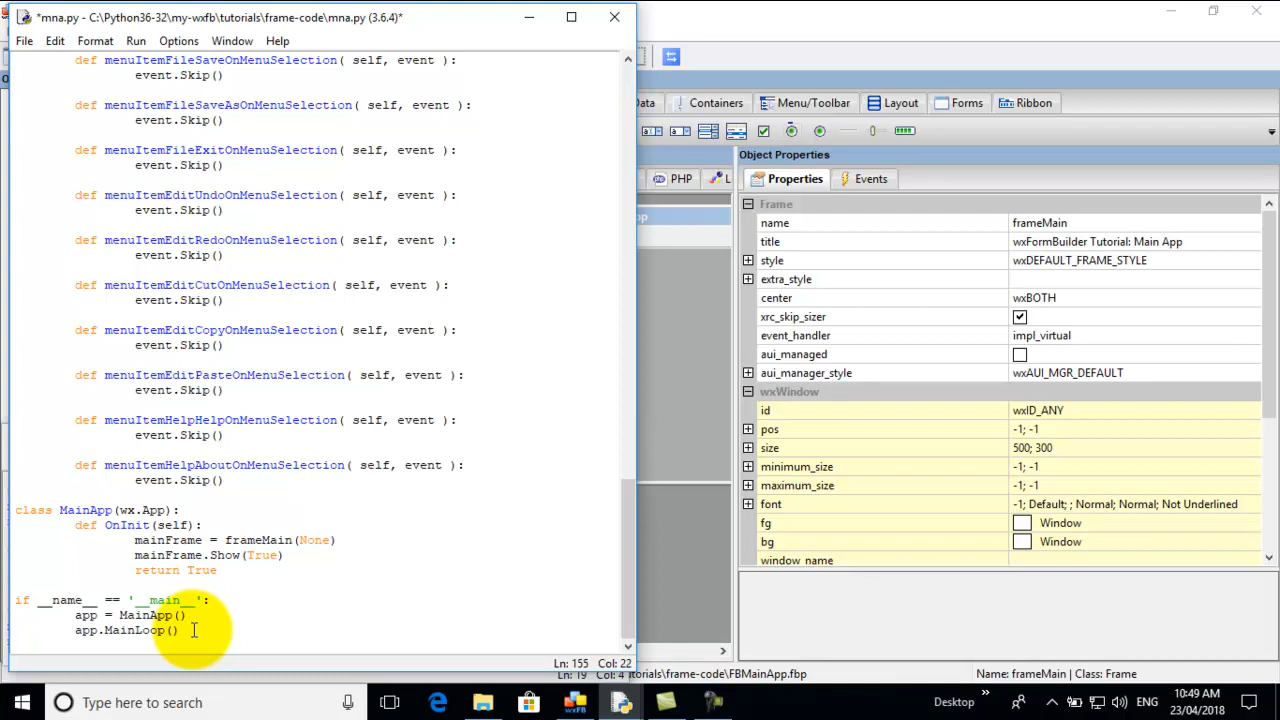 *mna.py - C:\Python36-32\my-wxfb\tutorials\frame-code\mna.py (3.6.4)*
File Edit Format Run Options Window Help
def menuItemFileSaveOnMenuSelection( self, event ):
event.Skip()
def menuItemFileSaveAsOnMenuSelection( self, event ):
event.Skip()
def menuItemFileExitOnMenuSelection( self, event ):
event.Skip()
def menuItemEditUndoOnMenuSelection( self, event ):
event.Skip()
def menuItemEditRedoOnMenuSelection( self, event ):
event.Skip()
def menuItemEditCutOnMenuSelection( self, event ):
event.Skip()
def menuItemEditCopyOnMenuSelection( self, event ):
event.Skip()
def menuItemEditPasteOnMenuSelection( self, event ):
event.Skip()
def menuItemHelpHelpOnMenuSelection( self, event ):
event.Skip()
def menuItemHelpAboutOnMenuSelection( self, event ):
event.Skip()
class MainApp(wx.App):
def OnInit(self):
mainFrame = frameMain(None)
mainFrame.Show(True)
return True
if __name__ == '__main__':
app = MainApp()
app.MainLoop()
Ln: 155 Col: 22
Ln: 19 Col: 4
ata Containers Menu/Toolbar Layout Forms Ribbon
PHP L
pp
Object Properties
Properties Events
Frame
name frameMain
title wxFormBuilder Tutorial: Main App
style wxDEFAULT_FRAME_STYLE
extra_style
center wxBOTH
xrc_skip_sizer
event_handler impl_virtual
aui_managed
aui_manager_style wxAUI_MGR_DEFAULT
wxWindow
id wxID_ANY
pos -1; -1
size 500; 300
minimum_size -1; -1
maximum_size -1; -1
font -1; Default; ; Normal; Normal; Not Underlined
fg Window
bg Window
window_name
itorials\frame-code\FBMainApp.fbp
Name: frameMain | Class: Frame
Type here to search
wxFB
Desktop
ENG
10:49 AM
23/04/2018